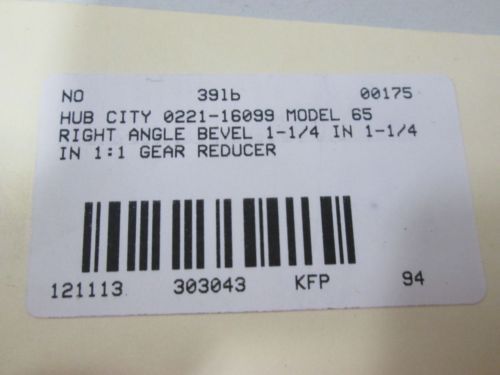 NO 39lb 00175
HUB CITY 0221-16099 MODEL 65
RIGHT ANGLE BEVEL 1-1/4 IN 1-1/4
IN 1:1 GEAR REDUCER
121113 303043 KFP 94